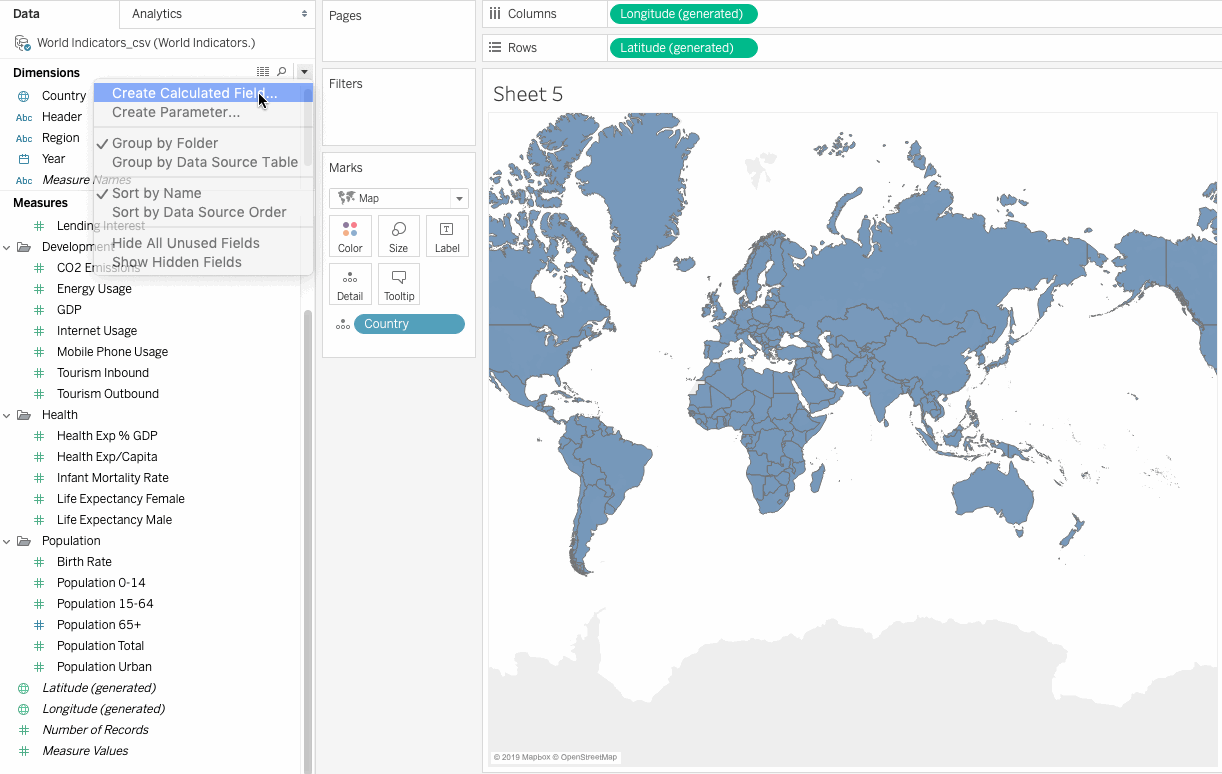 Data
Analytics
World Indicators_csv (World Indicators.)
Dimensions
Country
Abc Header
Abc Region
Year
Abc Measure Names
Create Calculated Field...
Create Parameter...
Group by Folder
Group by Data Source Table
Sort by Name
Sort by Data Source Order
Hide All Unused Fields
Show Hidden Fields
Measures
Lending Interest
Development
CO2 Emissions
Energy Usage
GDP
Internet Usage
Mobile Phone Usage
Tourism Inbound
Tourism Outbound
Health
Health Exp % GDP
Health Exp/Capita
Infant Mortality Rate
Life Expectancy Female
Life Expectancy Male
Population
Birth Rate
Population 0-14
Population 15-64
Population 65+
Population Total
Population Urban
Latitude (generated)
Longitude (generated)
Number of Records
Measure Values
Pages
Filters
Marks
Map
Color
Size
Label
Detail
Tooltip
Country
Columns
Longitude (generated)
Rows
Latitude (generated)
Sheet 5
© 2019 Mapbox © OpenStreetMap